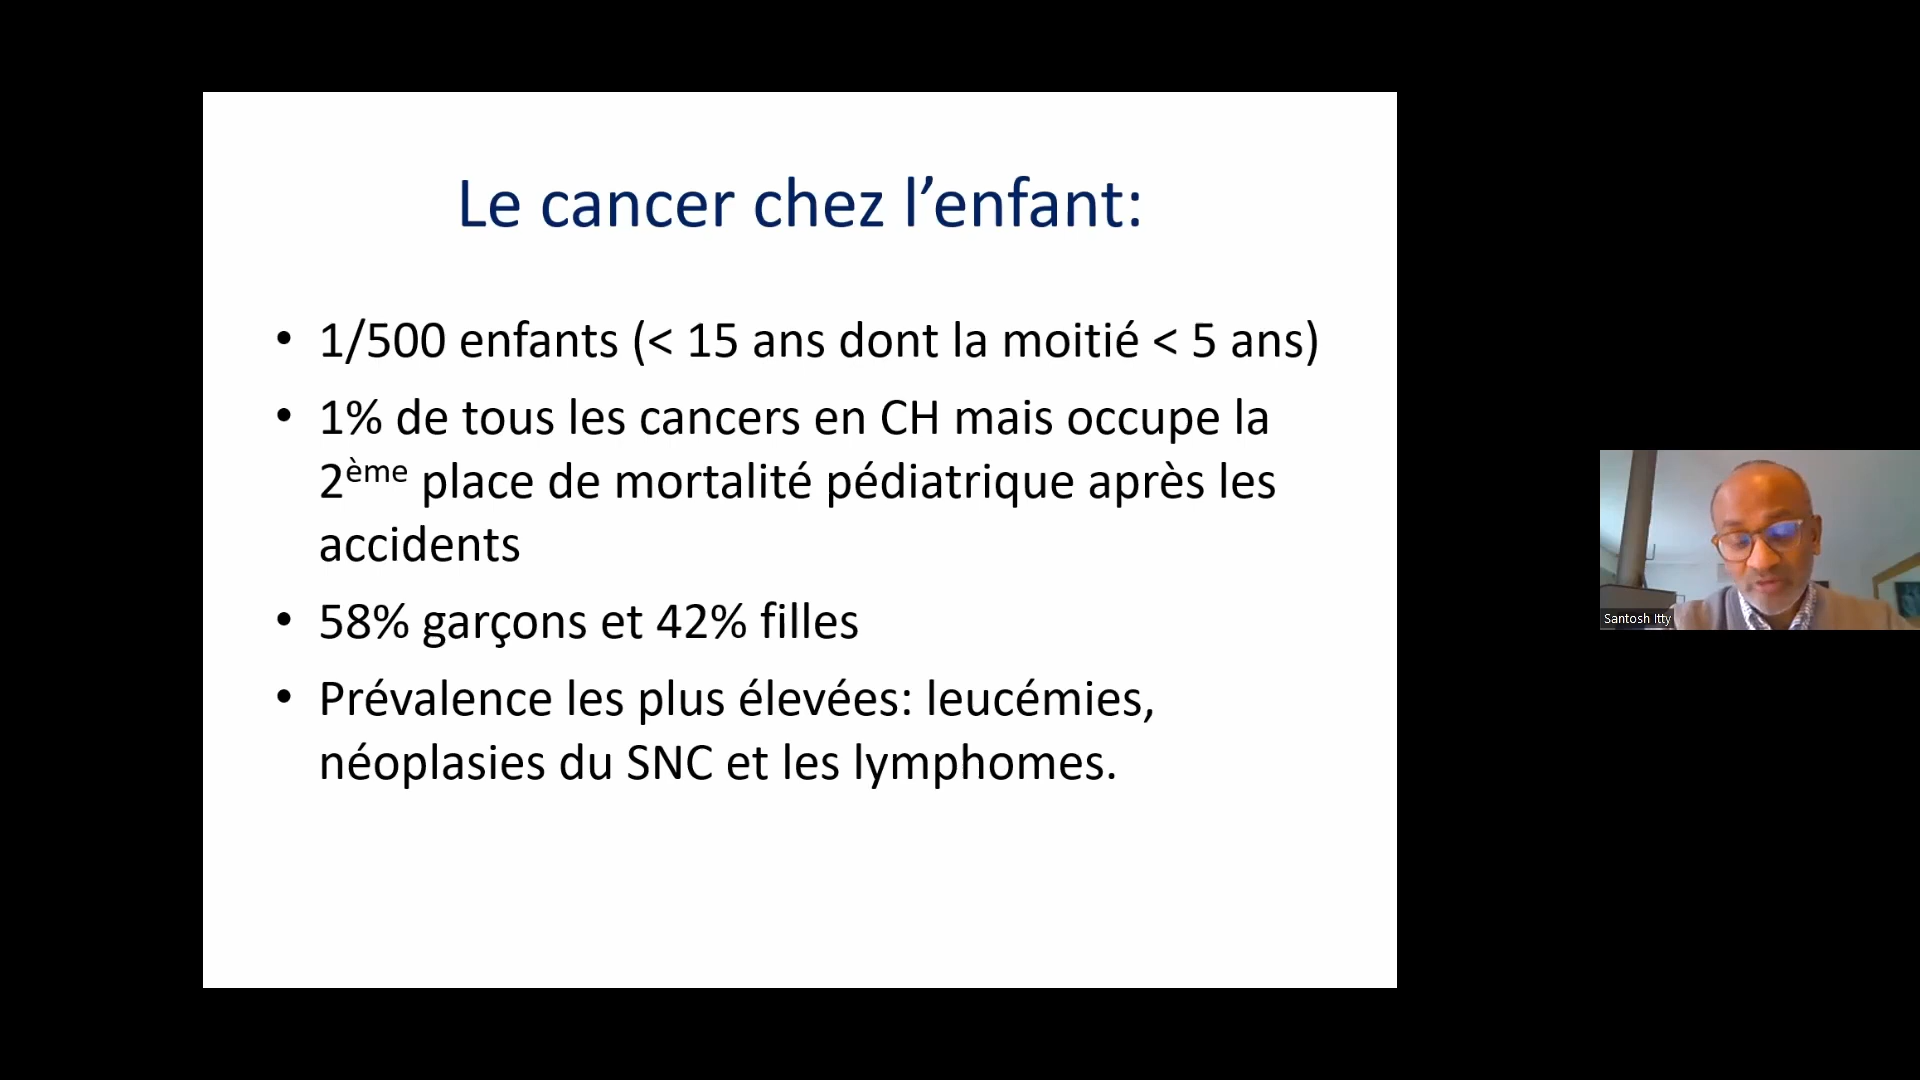 Le cancer chez l’enfant:
• 1/500 enfants (< 15 ans dont la moitié < 5 ans)
• 1% de tous les cancers en CH mais occupe la
2ème place de mortalité pédiatrique après les
accidents
• 58% garçons et 42% filles
• Prévalence les plus élevées: leucémies,
néoplasies du SNC et les lymphomes.
Santosh Itty